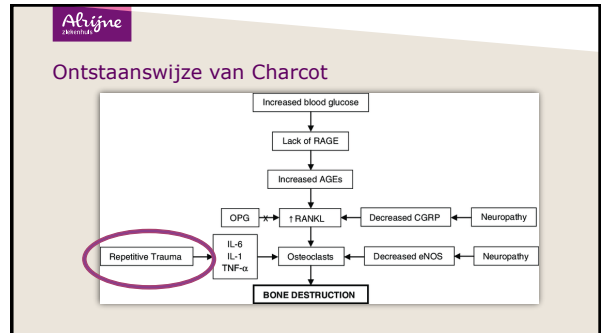 Alrijne
ziekenhuis
Ontstaanswijze van Charcot
Increased blood glucose
Lack of RAGE
Increased AGEs
OPG
x
↑RANKL
Decreased CGRP
Neuropathy
Repetitive Trauma
IL-6
IL-1
TNF-α
Osteoclasts
Decreased eNOS
Neuropathy
BONE DESTRUCTION